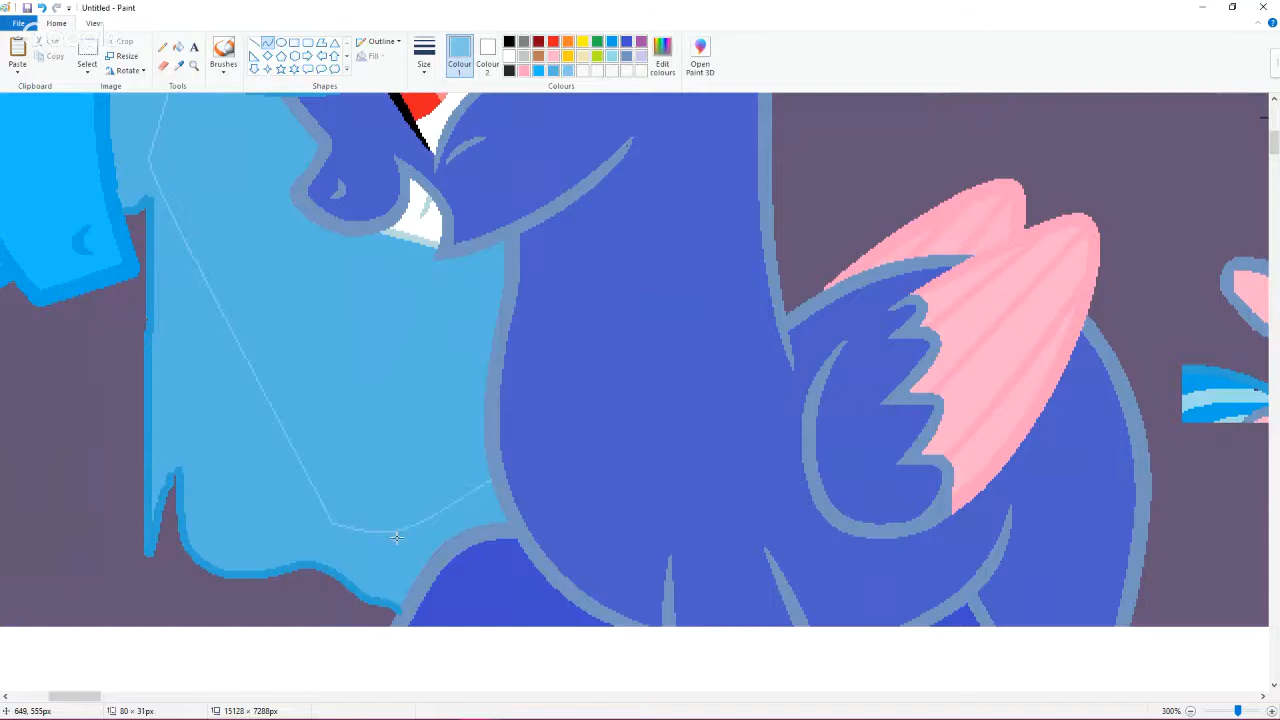 Untitled - Paint
File
Home
View
Paste
Cut
Copy
Clipboard
Select
Crop
Resize
Rotate
Image
Tools
Brushes
Shapes
Outline
Fill
Size
Colour 1
Colour 2
Edit colours
Open Paint 3D
Colours
649, 555px
80 × 31px
15128 × 7288px
300%